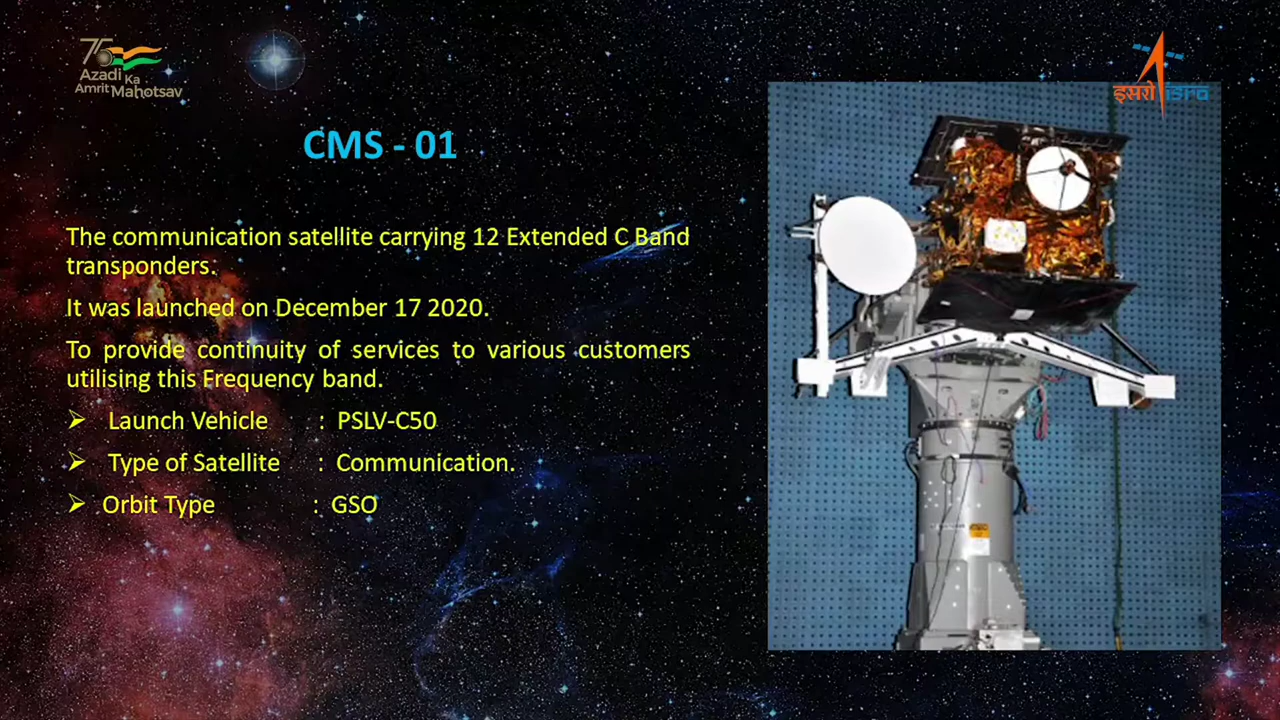 75
Azadi Ka
Amrit Mahotsav
इसरो isro
CMS - 01
The communication satellite carrying 12 Extended C Band
transponders.
It was launched on December 17 2020.
To provide continuity of services to various customers
utilising this Frequency band.
➢ Launch Vehicle : PSLV-C50
➢ Type of Satellite : Communication.
➢ Orbit Type : GSO